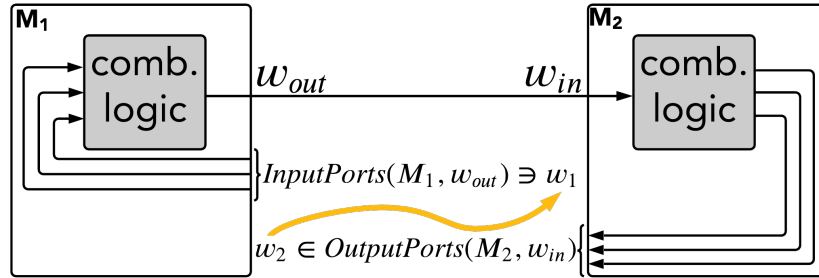 M₁
M₂
comb.
logic
w_out
w_in
comb.
logic
InputPorts(M₁, w_out) ∋ w₁
w₂ ∈ OutputPorts(M₂, w_in)